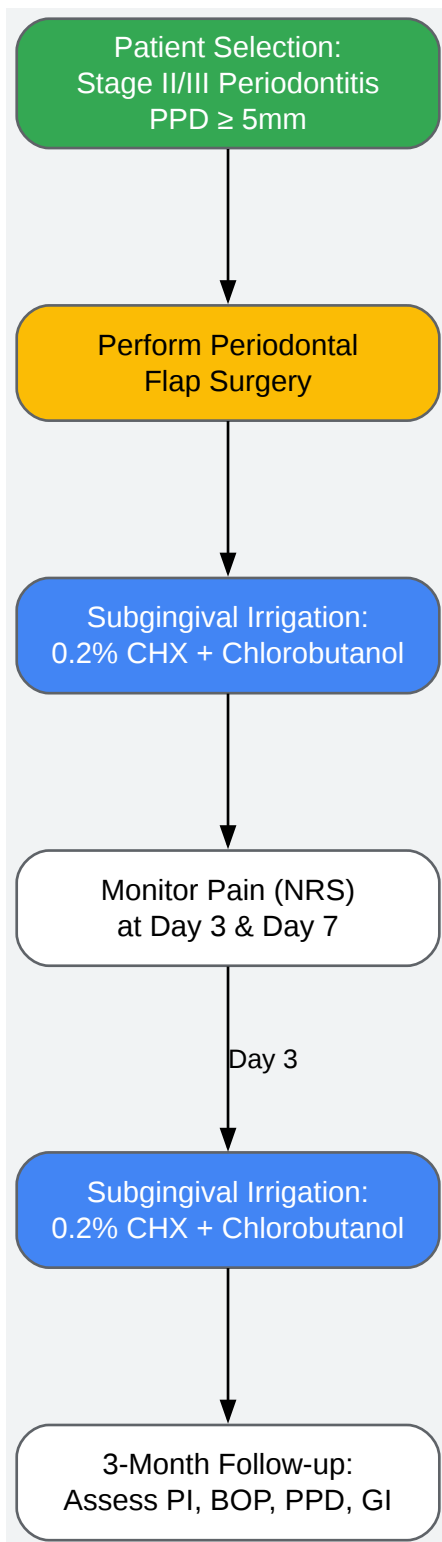 Patient Selection:
Stage II/III Periodontitis
PPD ≥ 5mm
Perform Periodontal
Flap Surgery
Subgingival Irrigation:
0.2% CHX + Chlorobutanol
Monitor Pain (NRS)
at Day 3 & Day 7
Day 3
Subgingival Irrigation:
0.2% CHX + Chlorobutanol
3-Month Follow-up:
Assess PI, BOP, PPD, GI